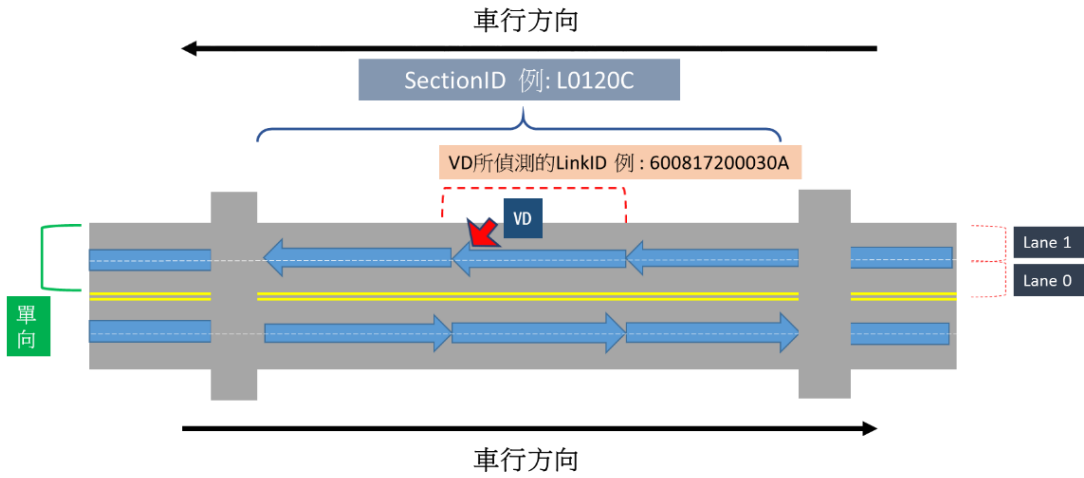 車行方向
SectionID 例: L0120C
VD所偵測的LinkID 例 : 600817200030A
VD
Lane 1
Lane 0
單向
車行方向